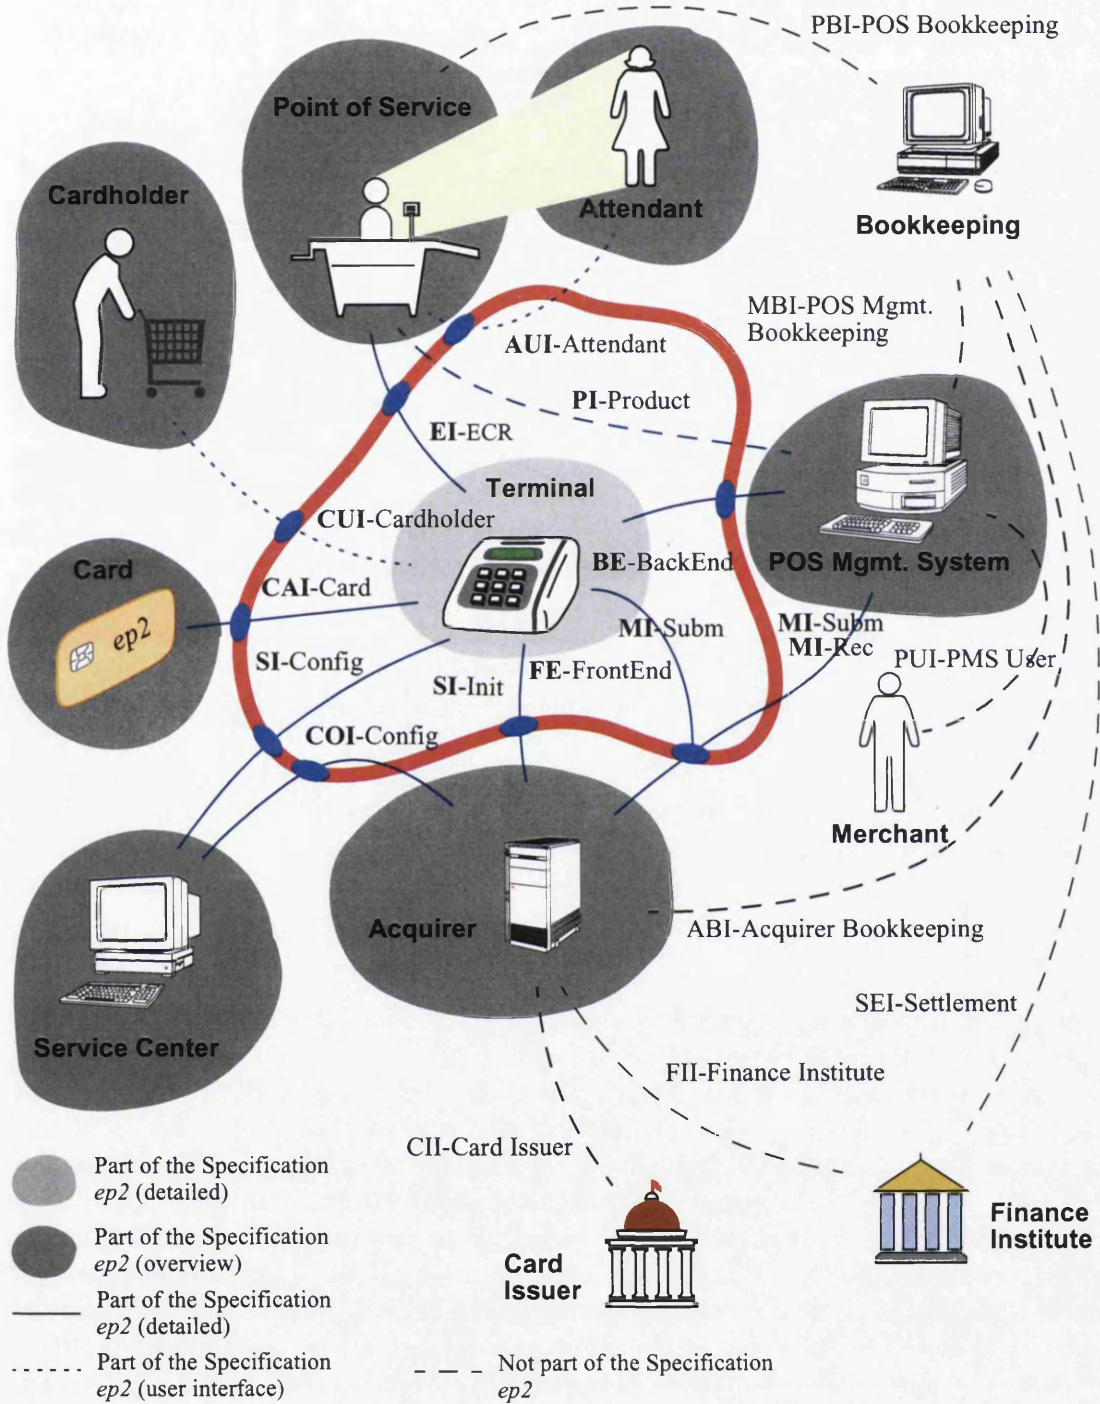 PBI-POS Bookkeeping
Point of Service
Attendant
Cardholder
Bookkeeping
MBI-POS Mgmt.
Bookkeeping
AUI-Attendant
PI-Product
EI-ECR
Terminal
CUI-Cardholder
BE-BackEnd
POS Mgmt. System
Card
ep2
CAI-Card
MI-Subm
MI-Subm
MI-Rec
SI-Config
FE-FrontEnd
SI-Init
PUI-PMS User
COI-Config
Merchant
Acquirer
ABI-Acquirer Bookkeeping
SEI-Settlement
Service Center
FII-Finance Institute
CII-Card Issuer
Part of the Specification
ep2 (detailed)
Part of the Specification
ep2 (overview)
Finance
Institute
Card
Issuer
Part of the Specification
ep2 (detailed)
Part of the Specification
ep2 (user interface)
Not part of the Specification
ep2